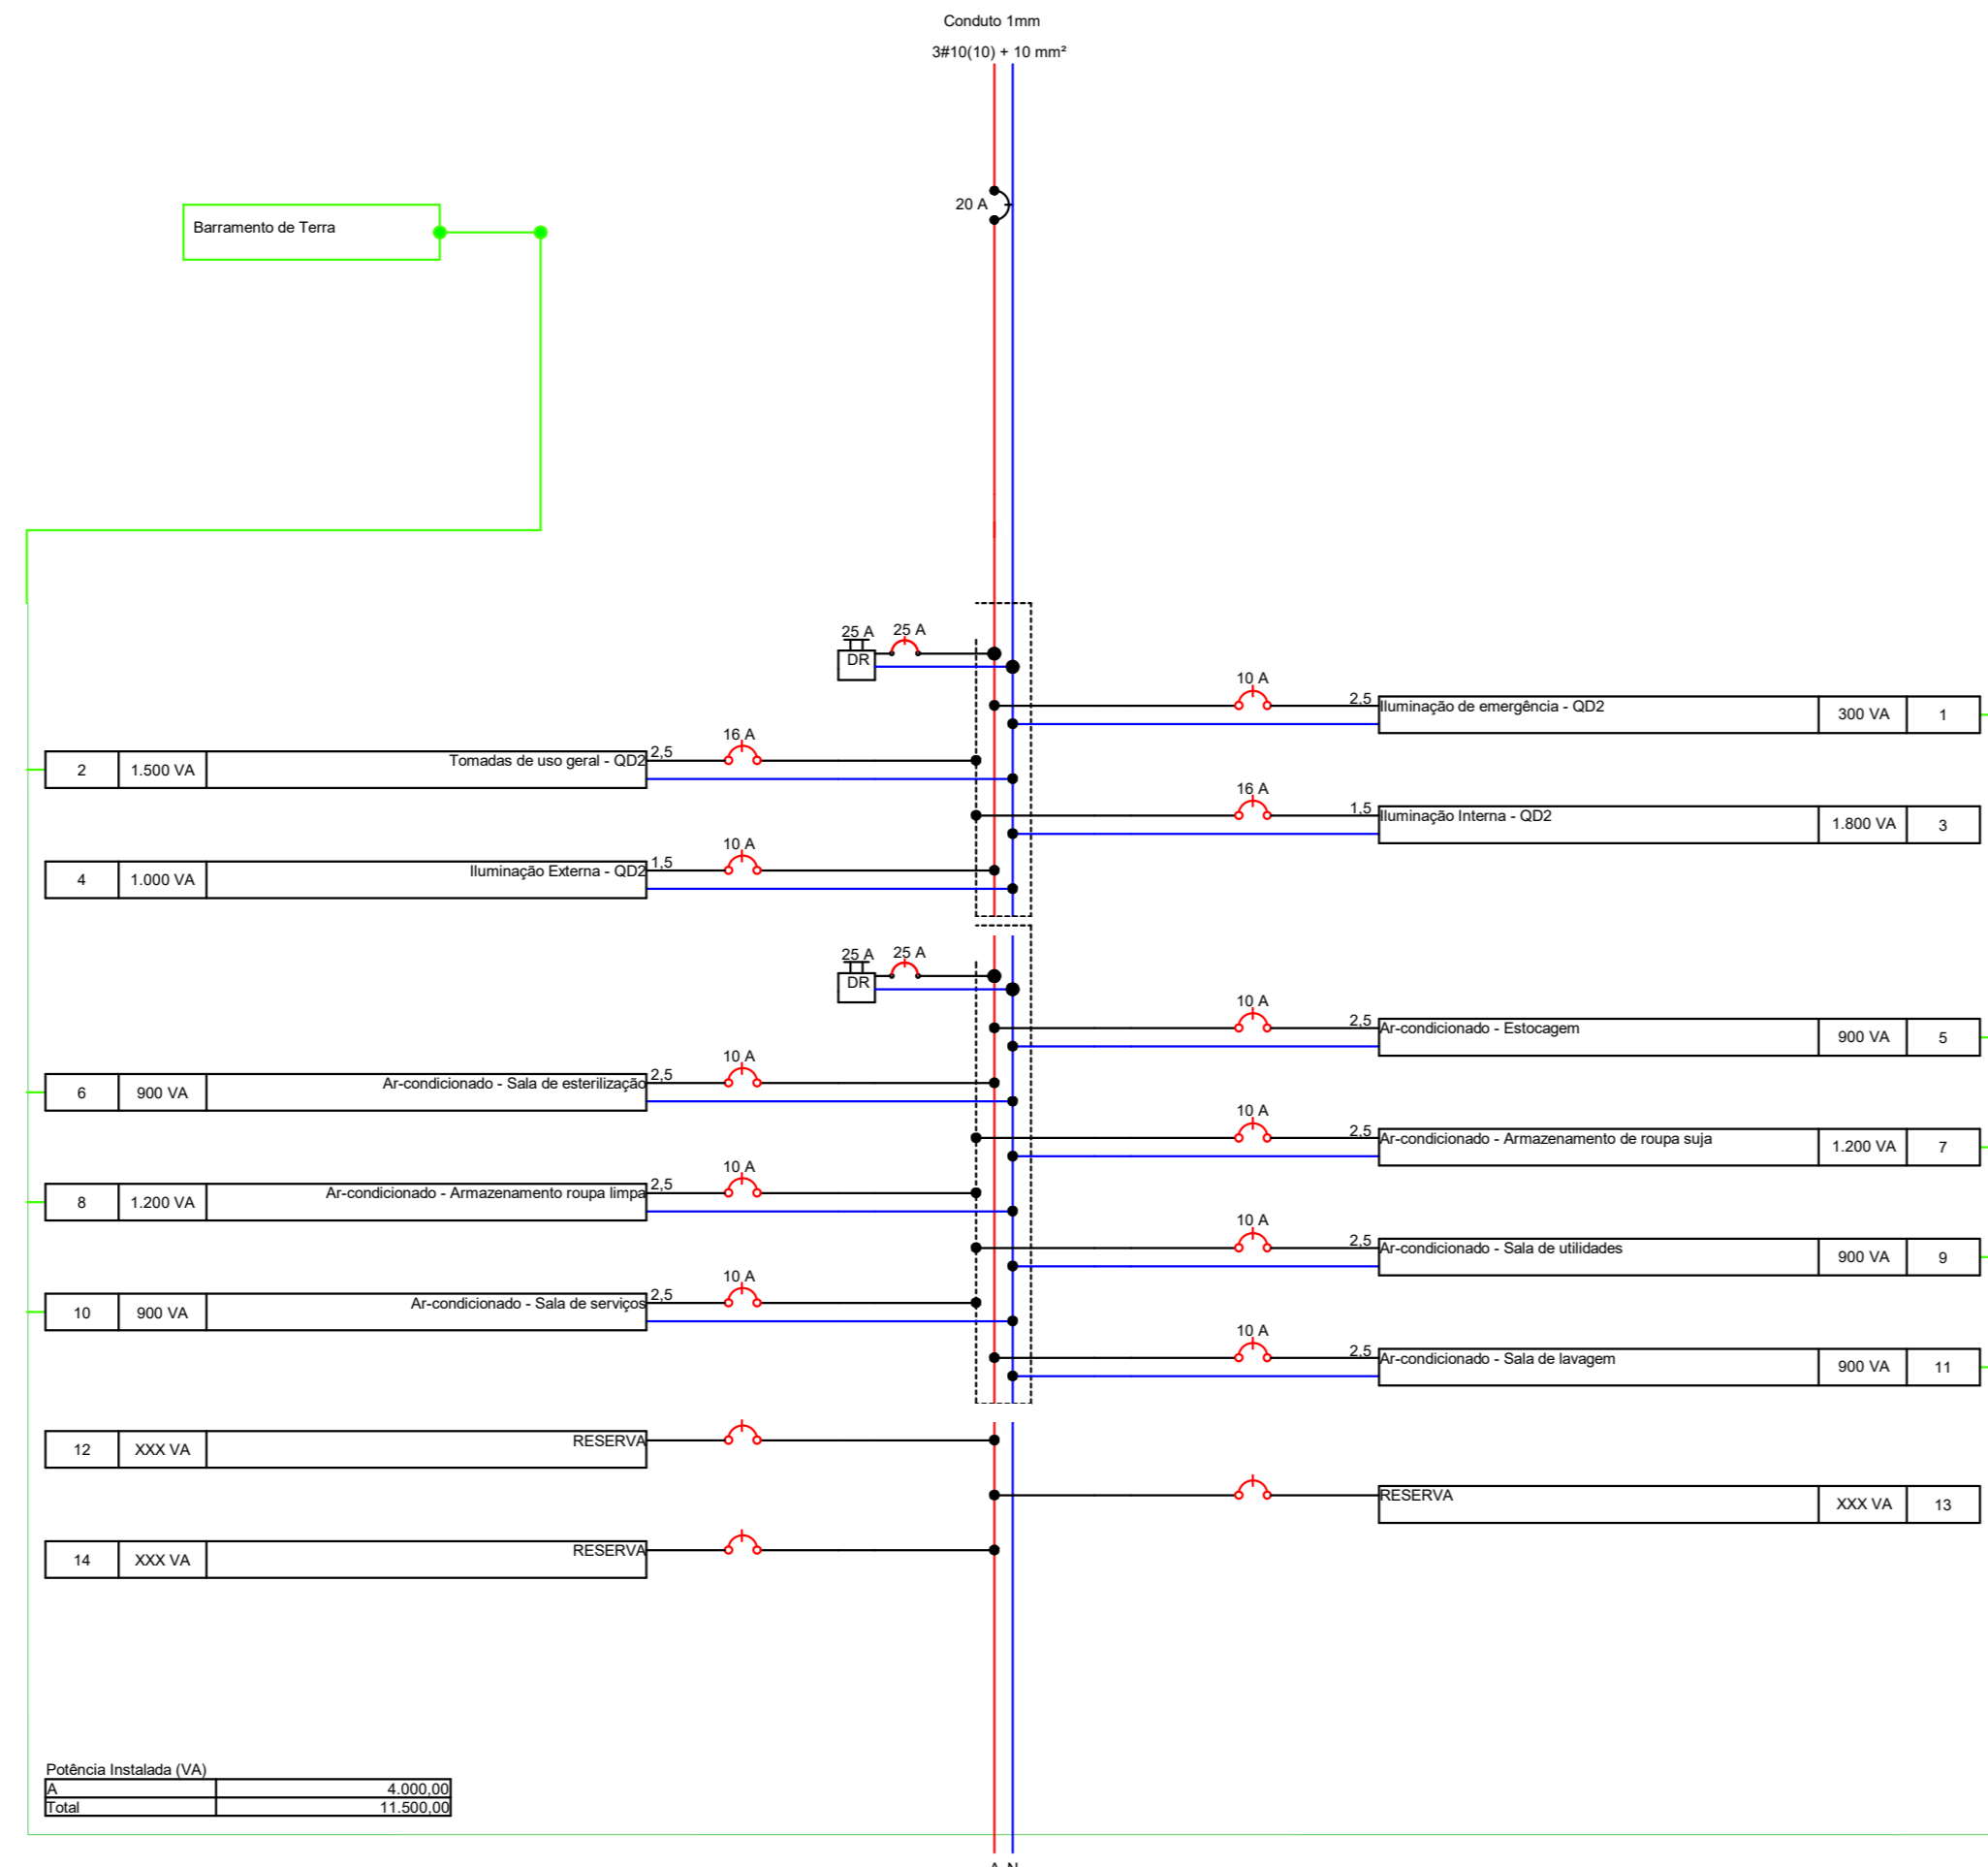 Conduto 1mm
3#10(10) + 10 mm²
20 A
Barramento de Terra
25 A 25 A
DR
10 A
2,5 Iluminação de emergência - QD2 300 VA 1
16 A
2 1.500 VA Tomadas de uso geral - QD2 2,5
16 A
1,5 Iluminação Interna - QD2 1.800 VA 3
10 A
4 1.000 VA Iluminação Externa - QD2 1,5
25 A 25 A
DR
10 A
2,5 Ar-condicionado - Estocagem 900 VA 5
10 A
6 900 VA Ar-condicionado - Sala de esterilização 2,5
10 A
2,5 Ar-condicionado - Armazenamento de roupa suja 1.200 VA 7
10 A
8 1.200 VA Ar-condicionado - Armazenamento roupa limpa 2,5
10 A
2,5 Ar-condicionado - Sala de utilidades 900 VA 9
10 A
10 900 VA Ar-condicionado - Sala de serviços 2,5
10 A
2,5 Ar-condicionado - Sala de lavagem 900 VA 11
12 XXX VA RESERVA
RESERVA XXX VA 13
14 XXX VA RESERVA
Potência Instalada (VA)
A 4.000,00
Total 11.500,00
A N